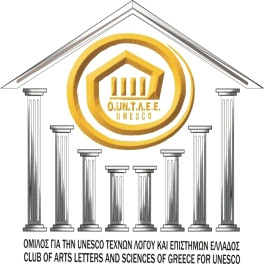 Ο.ΥΝ.Τ.Λ.Ε.Ε.
UNESCO
ΟΜΙΛΟΣ ΓΙΑ ΤΗΝ UNESCO ΤΕΧΝΩΝ ΛΟΓΟΥ ΚΑΙ ΕΠΙΣΤΗΜΩΝ ΕΛΛΑΔΟΣ
CLUB OF ARTS LETTERS AND SCIENCES OF GREECE FOR UNESCO